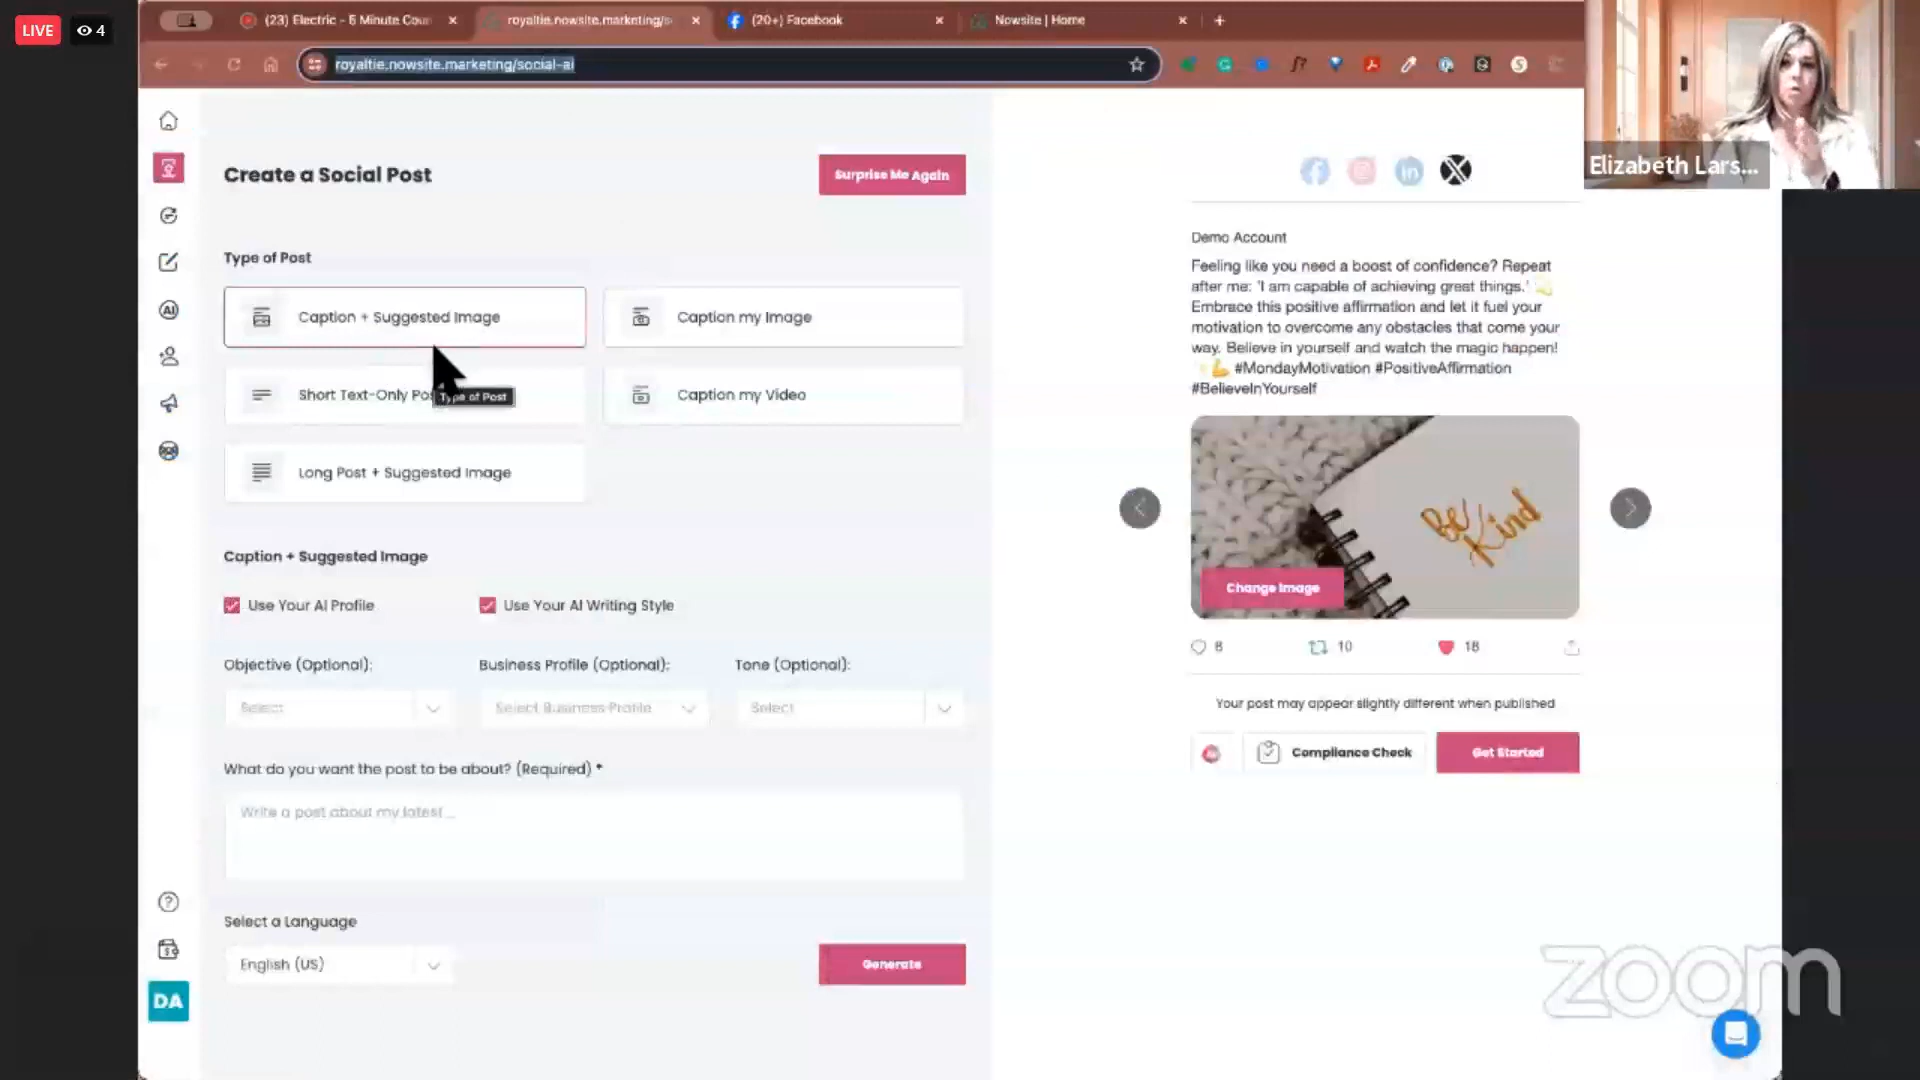 LIVE
4
(23) Electric - 5 Minute Coun
royaltie.nowsite.marketing/s
(20+) Facebook
Nowsite | Home
royaltie.nowsite.marketing/social-ai
Elizabeth Lars...
Create a Social Post
Surprise Me Again
Type of Post
Caption + Suggested Image
Caption my Image
Short Text-Only Po
Type of Post
Caption my Video
Long Post + Suggested Image
Caption + Suggested Image
Use Your AI Profile
Use Your AI Writing Style
Objective (Optional):
Business Profile (Optional):
Tone (Optional):
Select
Select Business Profile
Select
What do you want the post to be about? (Required) *
Write a post about my latest...
Select a Language
English (US)
Generate
AI
DA
Demo Account
Feeling like you need a boost of confidence? Repeat
after me: 'I am capable of achieving great things.'
Embrace this positive affirmation and let it fuel your
motivation to overcome any obstacles that come your
way. Believe in yourself and watch the magic happen!
#MondayMotivation #PositiveAffirmation
#BelieveInYourself
Be
Kind
Change Image
8
10
18
Your post may appear slightly different when published
Compliance Check
Get Started
zoom